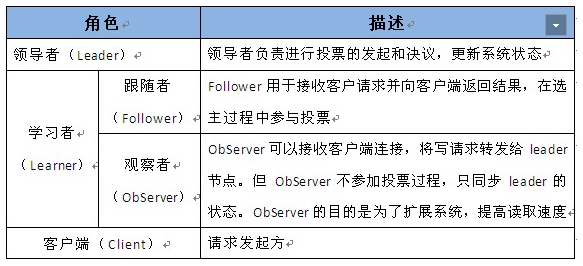 角色
描述
领导者（Leader）
领导者负责进行投票的发起和决议，更新系统状态
学习者
（Learner）
跟随者
（Follower）
Follower 用于接收客户请求并向客户端返回结果，在选
主过程中参与投票
观察者
（ObServer）
ObServer 可以接收客户端连接，将写请求转发给 leader
节点。但 ObServer 不参加投票过程，只同步 leader 的
状态。ObServer 的目的是为了扩展系统，提高读取速度
客户端（Client）
请求发起方